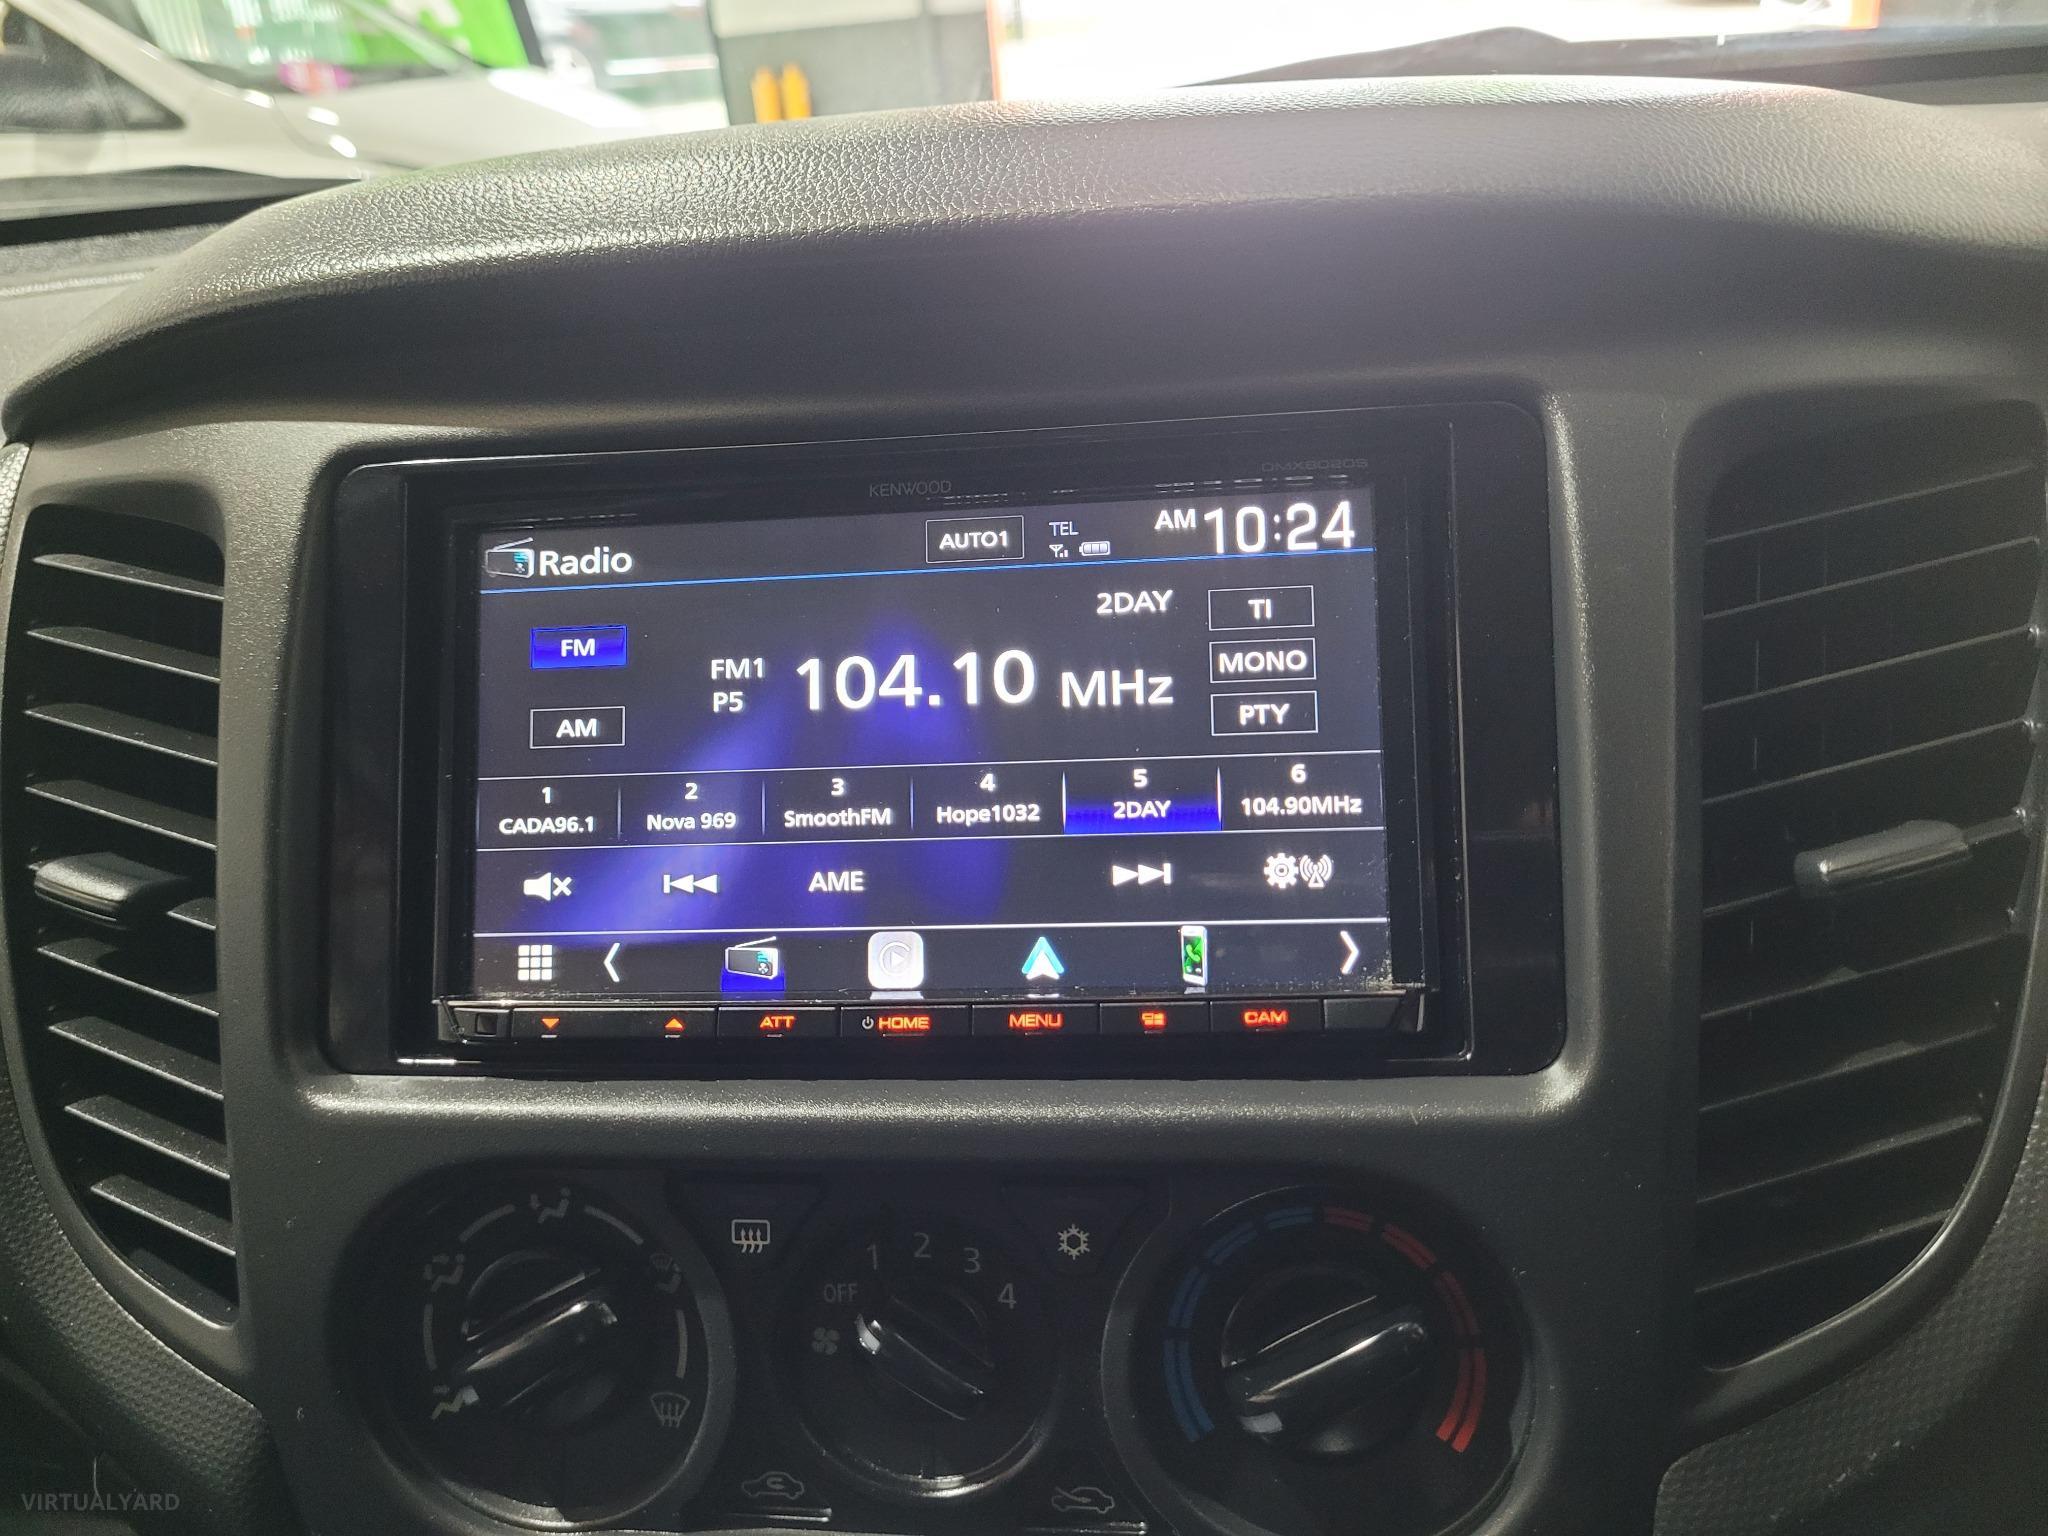 KENWOOD
DMX8020S
Radio
AUTO1
TEL
AM 10:24
2DAY
TI
FM
FM1
104.10 MHz
MONO
P5
AM
PTY
1 2 3 4 5 6
CADA96.1 Nova 969 SmoothFM Hope1032 2DAY 104.90MHz
AME
ATT HOME MENU CAM
1 2 3 4
OFF
VIRTUALYARD